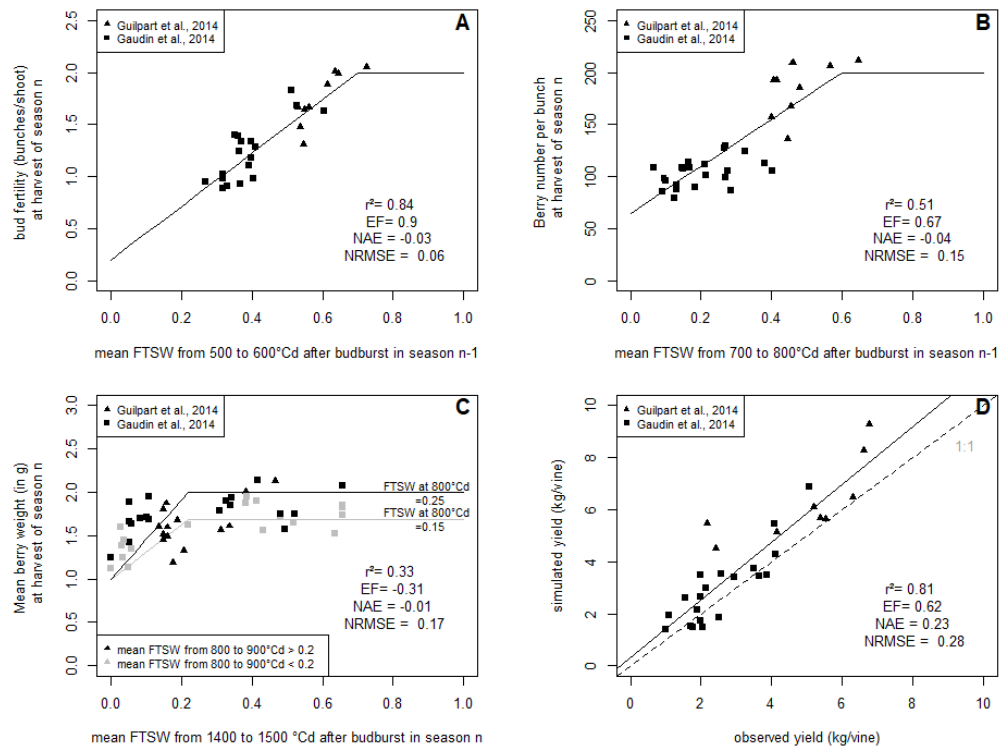 A
▲ Guilpart et al., 2014
■ Gaudin et al., 2014
bud fertility (bunches/shoot)
at harvest of season n
2.0
1.5
1.0
0.5
0.0
r²= 0.84
EF= 0.9
NAE = -0.03
NRMSE = 0.06
0.0 0.2 0.4 0.6 0.8 1.0
mean FTSW from 500 to 600°Cd after budburst in season n-1
B
▲ Guilpart et al., 2014
■ Gaudin et al., 2014
Berry number per bunch
at harvest of season n
250
200
150
100
50
0
r²= 0.51
EF= 0.67
NAE = -0.04
NRMSE = 0.15
0.0 0.2 0.4 0.6 0.8 1.0
mean FTSW from 700 to 800°Cd after budburst in season n-1
C
▲ Guilpart et al., 2014
■ Gaudin et al., 2014
Mean berry weight (in g)
at harvest of season n
3.0
2.5
2.0
1.5
1.0
0.5
0.0
FTSW at 800°Cd
=0.25
FTSW at 800°Cd
=0.15
r²= 0.33
EF= -0.31
NAE = -0.01
NRMSE = 0.17
▲ mean FTSW from 800 to 900°Cd > 0.2
▲ mean FTSW from 800 to 900°Cd < 0.2
0.0 0.2 0.4 0.6 0.8 1.0
mean FTSW from 1400 to 1500 °Cd after budburst in season n
D
▲ Guilpart et al., 2014
■ Gaudin et al., 2014
simulated yield (kg/vine)
10
8
6
4
2
0
1:1
r²= 0.81
EF= 0.62
NAE = 0.23
NRMSE = 0.28
0 2 4 6 8 10
observed yield (kg/vine)